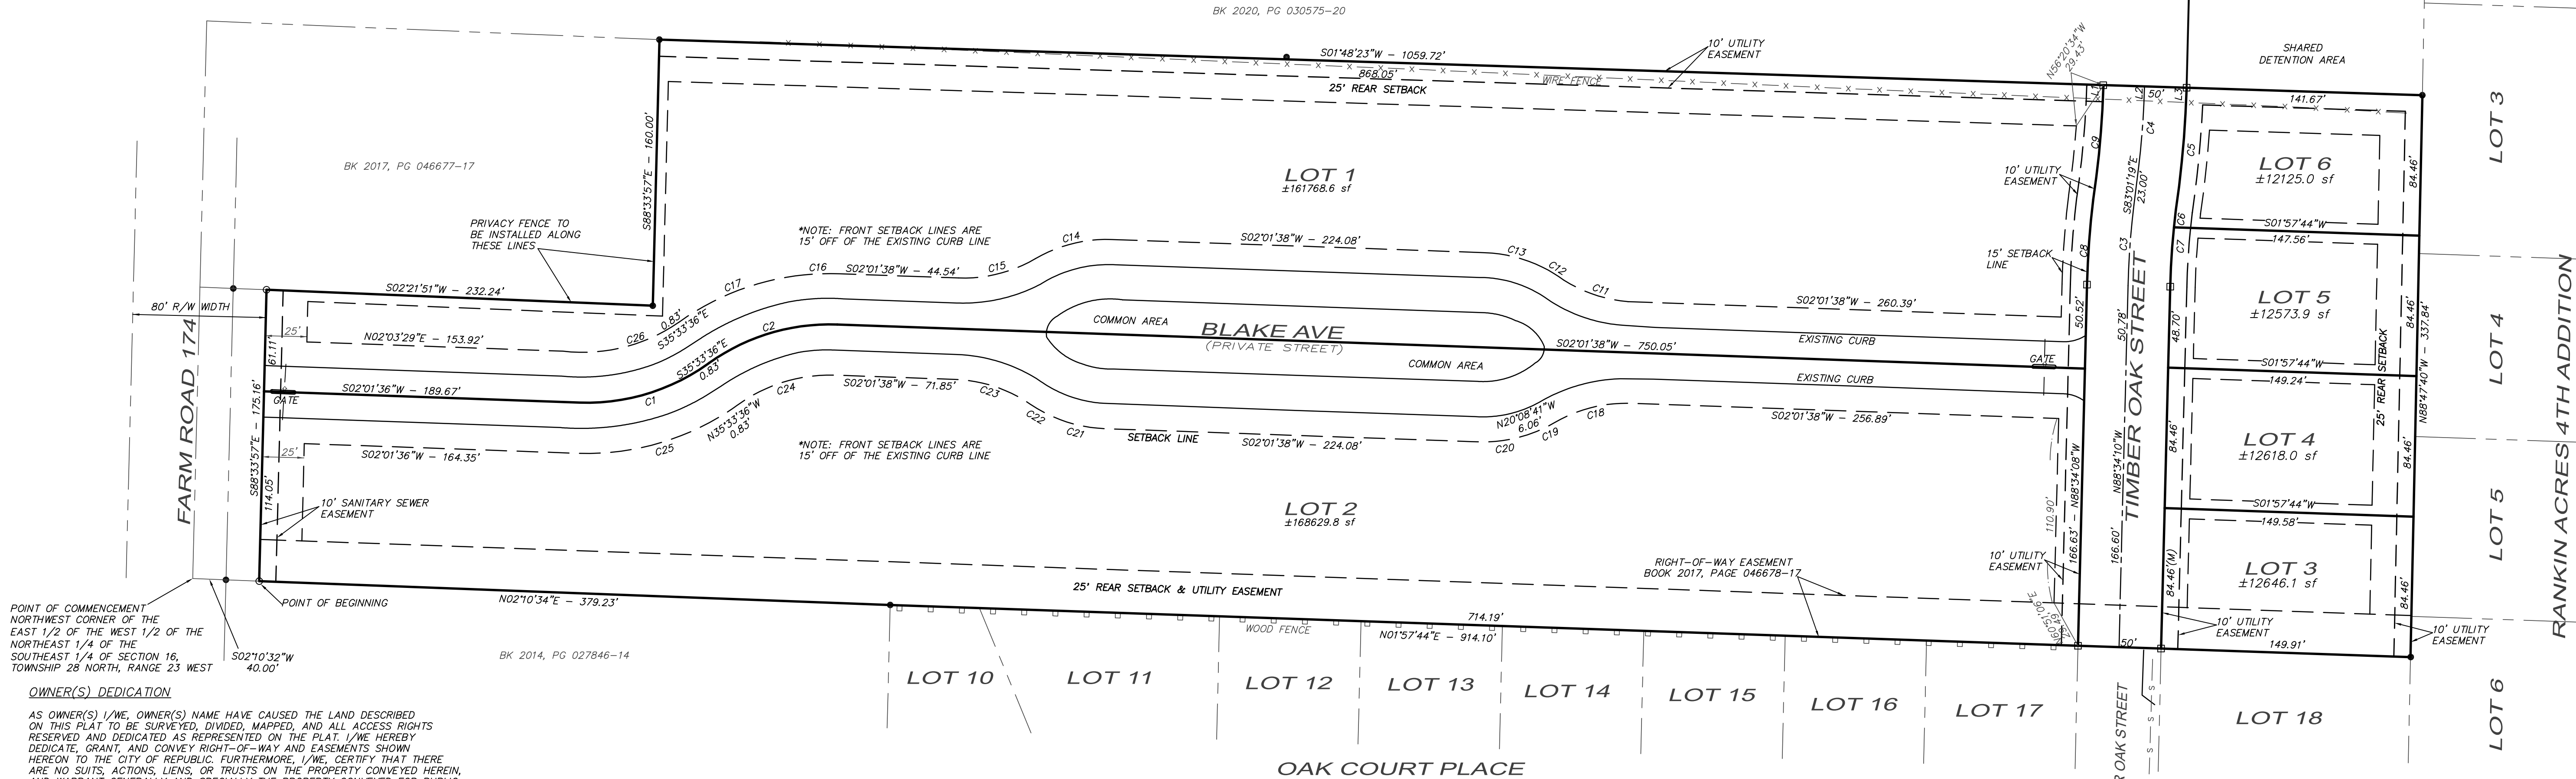 BK 2020, PG 030575-20
S01°48'23"W - 1059.72'
868.05'
WIRE FENCE
25' REAR SETBACK
10' UTILITY
EASEMENT
N56°20'34"W
29.43'
L1
L2
50'
L3
SHARED
DETENTION AREA
141.67'
LOT 3
BK 2017, PG 046677-17
S88°33'57"E - 160.00'
LOT 1
±161768.6 sf
10' UTILITY
EASEMENT
C9
C4
C5
S83°01'19"E
23.00'
LOT 6
±12125.0 sf
84.46'
PRIVACY FENCE TO
BE INSTALLED ALONG
THESE LINES
*NOTE: FRONT SETBACK LINES ARE
15' OFF OF THE EXISTING CURB LINE
C17
C16
S02°01'38"W - 44.54'
C15
C14
S02°01'38"W - 224.08'
C13
C12
C11
S02°01'38"W - 260.39'
15' SETBACK
LINE
C8
C3
C6
C7
S01°57'44"W
147.56'
80' R/W WIDTH
S02°21'51"W - 232.24'
25'
N02°03'29"E - 153.92'
C26
0.83'
S35°33'36"E
C2
COMMON AREA
BLAKE AVE
(PRIVATE STREET)
COMMON AREA
S02°01'38"W - 750.05'
EXISTING CURB
GATE
EXISTING CURB
50.52'
50.78'
48.70'
TIMBER OAK STREET
LOT 5
±12573.9 sf
84.46'
N88°47'40"W - 337.84'
25' REAR SETBACK
S01°57'44"W
149.24'
LOT 4
FARM ROAD 174
61.11'
S02°01'36"W - 189.67'
GATE
C1
S35°33'36"E
0.83'
S88°33'57"E - 175.16'
114.05'
25'
S02°01'36"W - 164.35'
C25
N35°33'36"W
0.83'
C24
S02°01'38"W - 71.85'
C23
C22
C21
SETBACK LINE
S02°01'38"W - 224.08'
N20°08'41"W
6.06'
C20
C19
C18
S02°01'38"W - 256.89'
*NOTE: FRONT SETBACK LINES ARE
15' OFF OF THE EXISTING CURB LINE
LOT 4
±12618.0 sf
84.46'
84.46'
S01°57'44"W
149.58'
10' SANITARY SEWER
EASEMENT
LOT 2
±168629.8 sf
110.90'
166.63' - N88°34'08"W
N88°34'10"W
166.60'
84.46'(M)
LOT 5
RANKIN ACRES 4TH ADDITION
RIGHT-OF-WAY EASEMENT
BOOK 2017, PAGE 046678-17
10' UTILITY
EASEMENT
LOT 3
±12646.1 sf
84.46'
POINT OF COMMENCEMENT
NORTHWEST CORNER OF THE
EAST 1/2 OF THE WEST 1/2 OF THE
NORTHEAST 1/4 OF THE
SOUTHEAST 1/4 OF SECTION 16,
TOWNSHIP 28 NORTH, RANGE 23 WEST
S02°10'32"W
40.00'
POINT OF BEGINNING
N02°10'34"E - 379.23'
25' REAR SETBACK & UTILITY EASEMENT
WOOD FENCE
714.19'
N01°57'44"E - 914.10'
N60°51'06"E
25.49'
50'
10' UTILITY
EASEMENT
149.91'
10' UTILITY
EASEMENT
BK 2014, PG 027846-14
LOT 10
LOT 11
LOT 12
LOT 13
LOT 14
LOT 15
LOT 16
LOT 17
R OAK STREET
S
S
S
LOT 18
LOT 6
OAK COURT PLACE
OWNER(S) DEDICATION
AS OWNER(S) I/WE, OWNER(S) NAME HAVE CAUSED THE LAND DESCRIBED
ON THIS PLAT TO BE SURVEYED, DIVIDED, MAPPED, AND ALL ACCESS RIGHTS
RESERVED AND DEDICATED AS REPRESENTED ON THE PLAT. I/WE HEREBY
DEDICATE, GRANT, AND CONVEY RIGHT-OF-WAY AND EASEMENTS SHOWN
HEREON TO THE CITY OF REPUBLIC. FURTHERMORE, I/WE, CERTIFY THAT THERE
ARE NO SUITS, ACTIONS, LIENS, OR TRUSTS ON THE PROPERTY CONVEYED HEREIN,